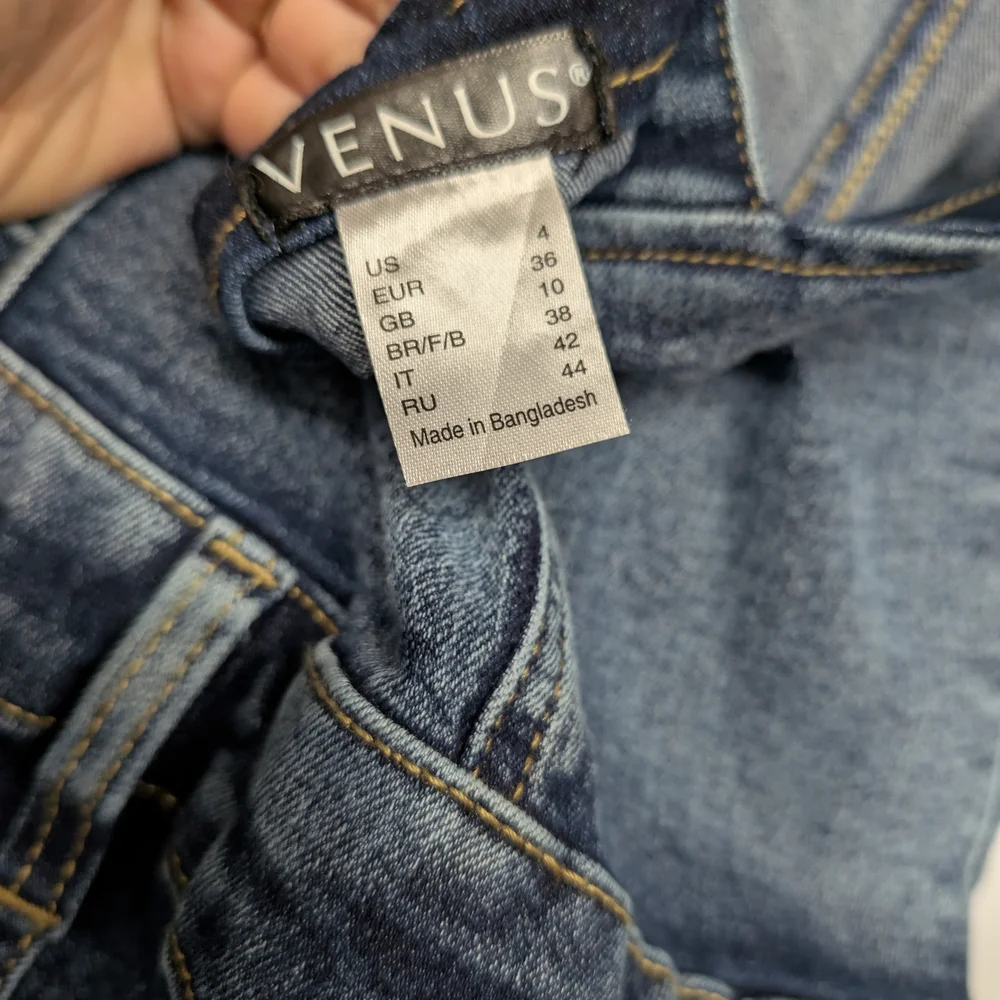 VENUS®
US 4
EUR 36
GB 10
BR/F/B 38
IT 42
RU 44
Made in Bangladesh